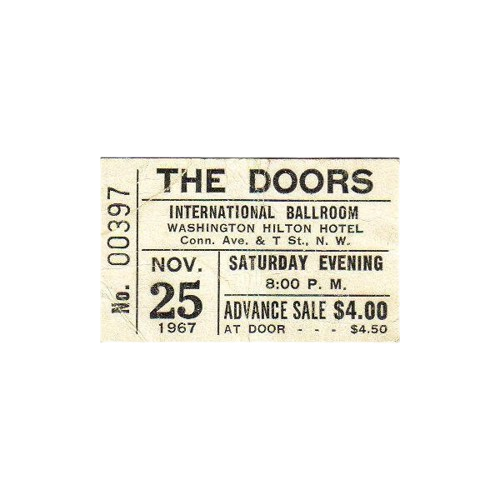 No. 00397
THE DOORS
INTERNATIONAL BALLROOM
WASHINGTON HILTON HOTEL
Conn. Ave. & T St., N. W.
NOV.
25
1967
SATURDAY EVENING
8:00 P. M.
ADVANCE SALE $4.00
AT DOOR - - - $4.50